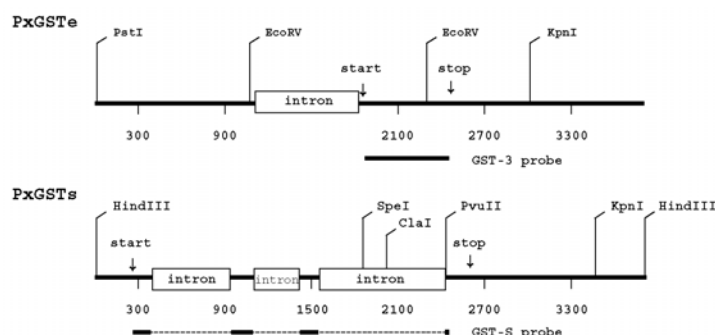 PxGSTe
PstI EcoRV EcoRV KpnI
start stop
intron
300 900 2100 2700 3300
GST-3 probe
PxGSTs
HindIII SpeI PvuII KpnI HindIII
ClaI
start stop
intron intron intron
300 900 1500 2100 2700 3300
GST-S probe